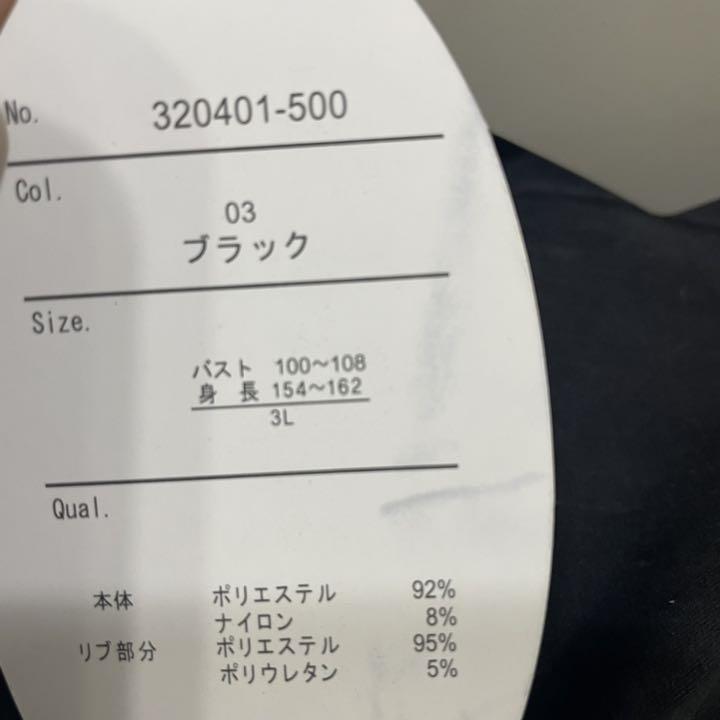 No. 320401-500
Col.
03
ブラック
Size.
バスト 100〜108
身 長 154〜162
3L
Qual.
本体 ポリエステル 92%
ナイロン 8%
リブ部分 ポリエステル 95%
ポリウレタン 5%